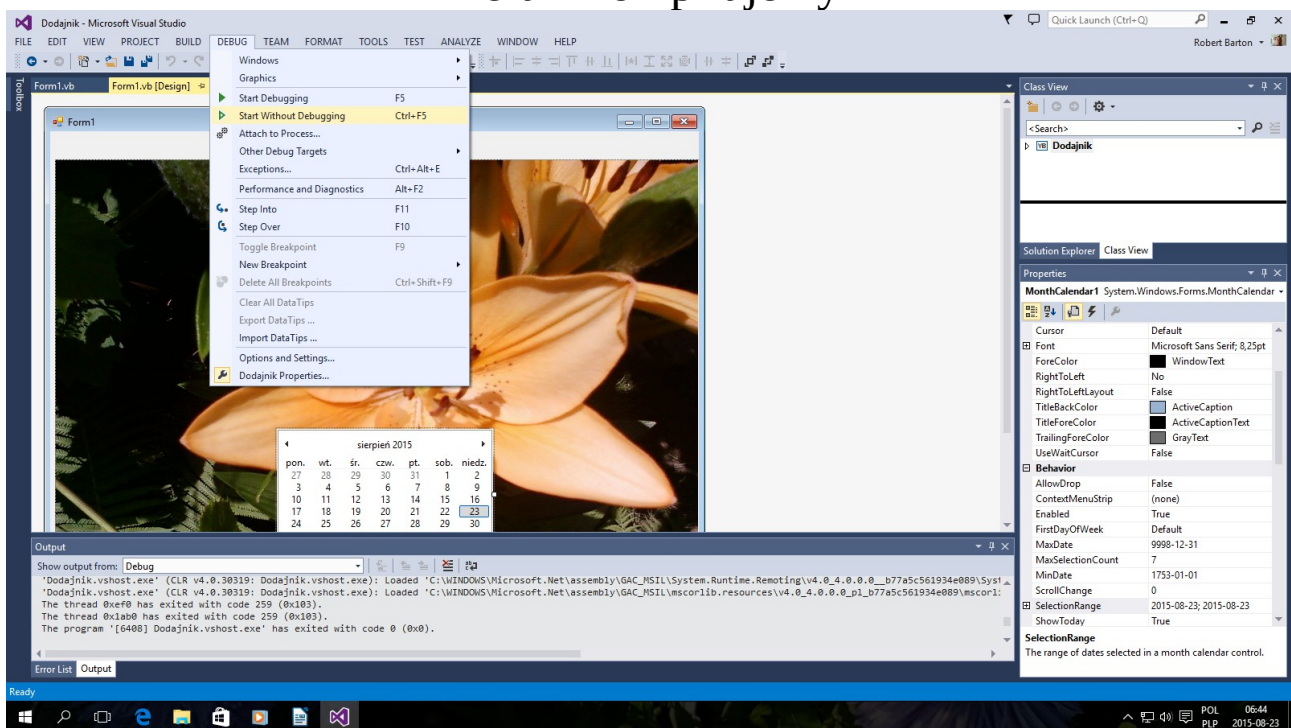 Dodajnik - Microsoft Visual Studio
Quick Launch (Ctrl+Q)
FILE EDIT VIEW PROJECT BUILD DEBUG TEAM FORMAT TOOLS TEST ANALYZE WINDOW HELP
Robert Barton
Toolbox
Form1.vb Form1.vb [Design]
Form1
Windows
Graphics
Start Debugging F5
Start Without Debugging Ctrl+F5
Attach to Process...
Other Debug Targets
Exceptions... Ctrl+Alt+E
Performance and Diagnostics Alt+F2
Step Into F11
Step Over F10
Toggle Breakpoint F9
New Breakpoint
Delete All Breakpoints Ctrl+Shift+F9
Clear All DataTips
Export DataTips ...
Import DataTips ...
Options and Settings...
Dodajnik Properties...
sierpień 2015
pon. wt. śr. czw. pt. sob. niedz.
27 28 29 30 31 1 2
3 4 5 6 7 8 9
10 11 12 13 14 15 16
17 18 19 20 21 22 23
24 25 26 27 28 29 30
Class View
<Search>
VB Dodajnik
Solution Explorer Class View
Properties
MonthCalendar1 System.Windows.Forms.MonthCalendar
Cursor Default
Font Microsoft Sans Serif; 8,25pt
ForeColor WindowText
RightToLeft No
RightToLeftLayout False
TitleBackColor ActiveCaption
TitleForeColor ActiveCaptionText
TrailingForeColor GrayText
UseWaitCursor False
Behavior
AllowDrop False
ContextMenuStrip (none)
Enabled True
FirstDayOfWeek Default
MaxDate 9998-12-31
MaxSelectionCount 7
MinDate 1753-01-01
ScrollChange 0
SelectionRange 2015-08-23; 2015-08-23
ShowToday True
SelectionRange
The range of dates selected in a month calendar control.
Output
Show output from: Debug
'Dodajnik.vshost.exe' (CLR v4.0.30319: Dodajnik.vshost.exe): Loaded 'C:\WINDOWS\Microsoft.Net\assembly\GAC_MSIL\System.Runtime.Remoting\v4.0_4.0.0.0__b77a5c561934e089\Syst
'Dodajnik.vshost.exe' (CLR v4.0.30319: Dodajnik.vshost.exe): Loaded 'C:\WINDOWS\Microsoft.Net\assembly\GAC_MSIL\mscorlib.resources\v4.0_4.0.0.0_pl_b77a5c561934e089\mscorl
The thread 0xef0 has exited with code 259 (0x103).
The thread 0x1ab0 has exited with code 259 (0x103).
The program '[6408] Dodajnik.vshost.exe' has exited with code 0 (0x0).
Error List Output
Ready
POL 06:44
PLP 2015-08-23